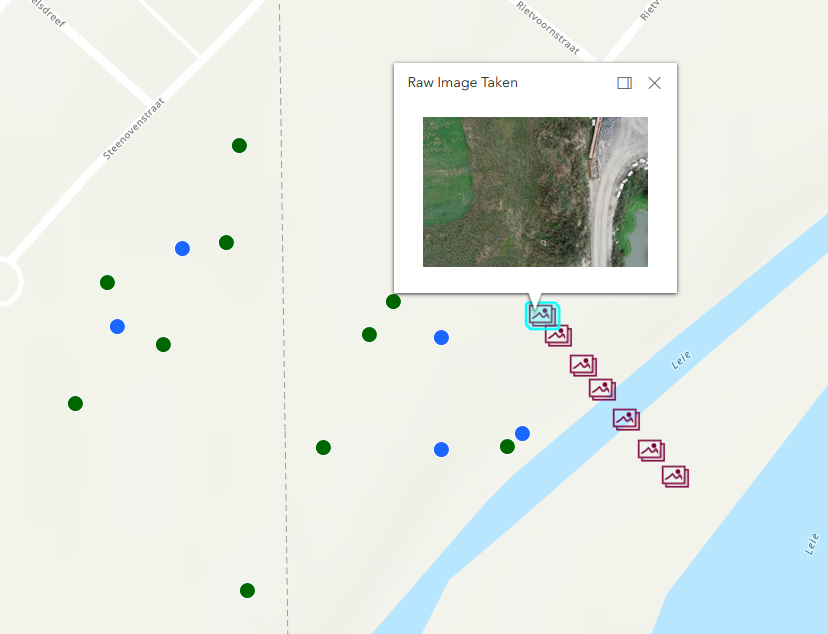 Rietvoornstraat
Steenovenstraat
Raw Image Taken
Leie
Leie